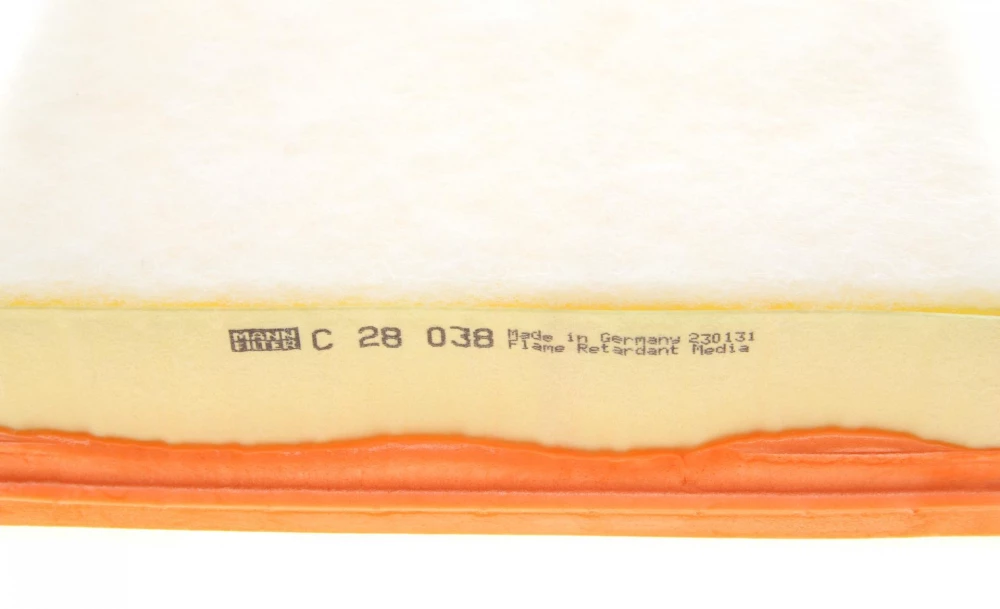 MANN
FILTER
C 28 038
Made in Germany 230131
Flame Retardant Media